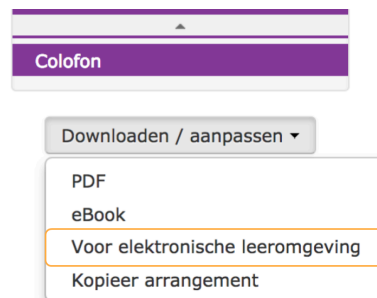 Colofon
Downloaden / aanpassen
PDF
eBook
Voor elektronische leeromgeving
Kopieer arrangement